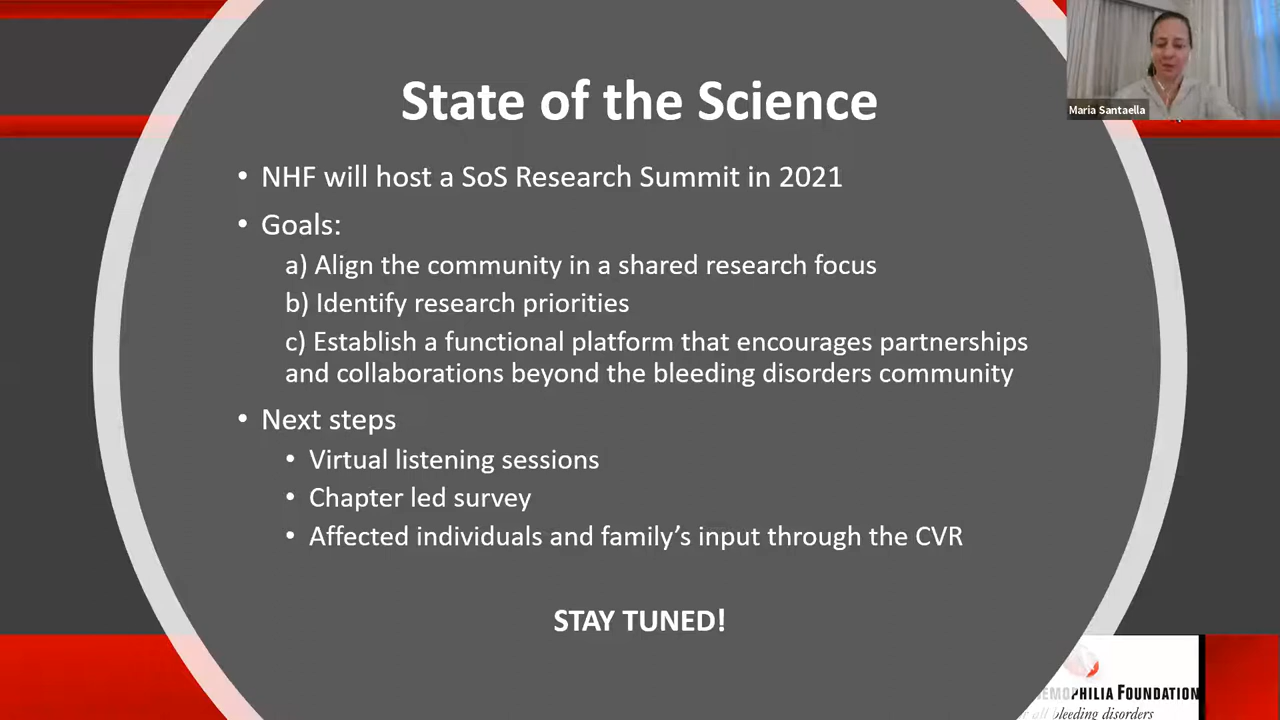 Maria Santaella
State of the Science
• NHF will host a SoS Research Summit in 2021
• Goals:
a) Align the community in a shared research focus
b) Identify research priorities
c) Establish a functional platform that encourages partnerships
and collaborations beyond the bleeding disorders community
• Next steps
• Virtual listening sessions
• Chapter led survey
• Affected individuals and family's input through the CVR
STAY TUNED!
FOUNDATION
all bleeding disorders